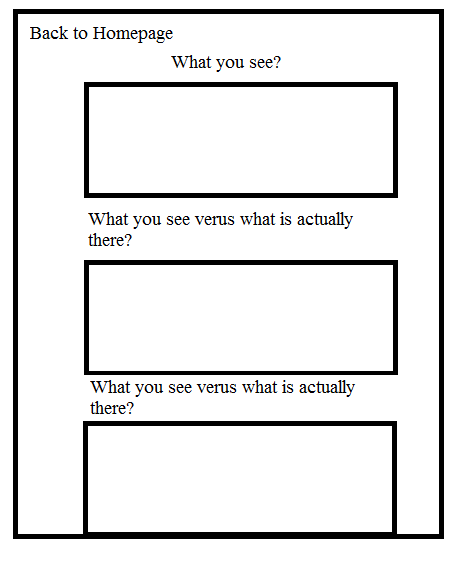 Back to Homepage
What you see?
What you see verus what is actually
there?
What you see verus what is actually
there?